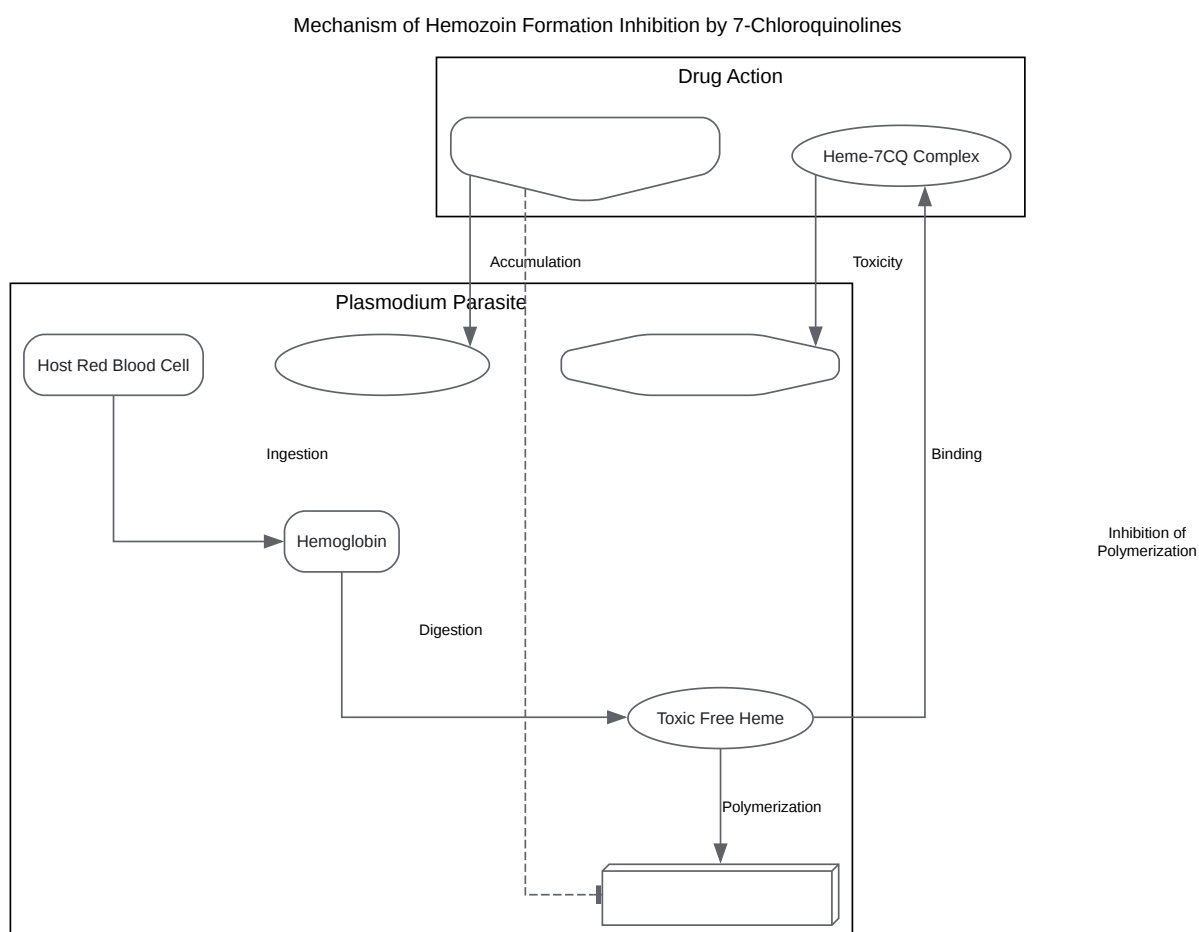 Mechanism of Hemozoin Formation Inhibition by 7-Chloroquinolines
Drug Action
Heme-7CQ Complex
Accumulation
Toxicity
Plasmodium Parasite
Host Red Blood Cell
Ingestion
Binding
Hemoglobin
Inhibition of
Polymerization
Digestion
Toxic Free Heme
Polymerization